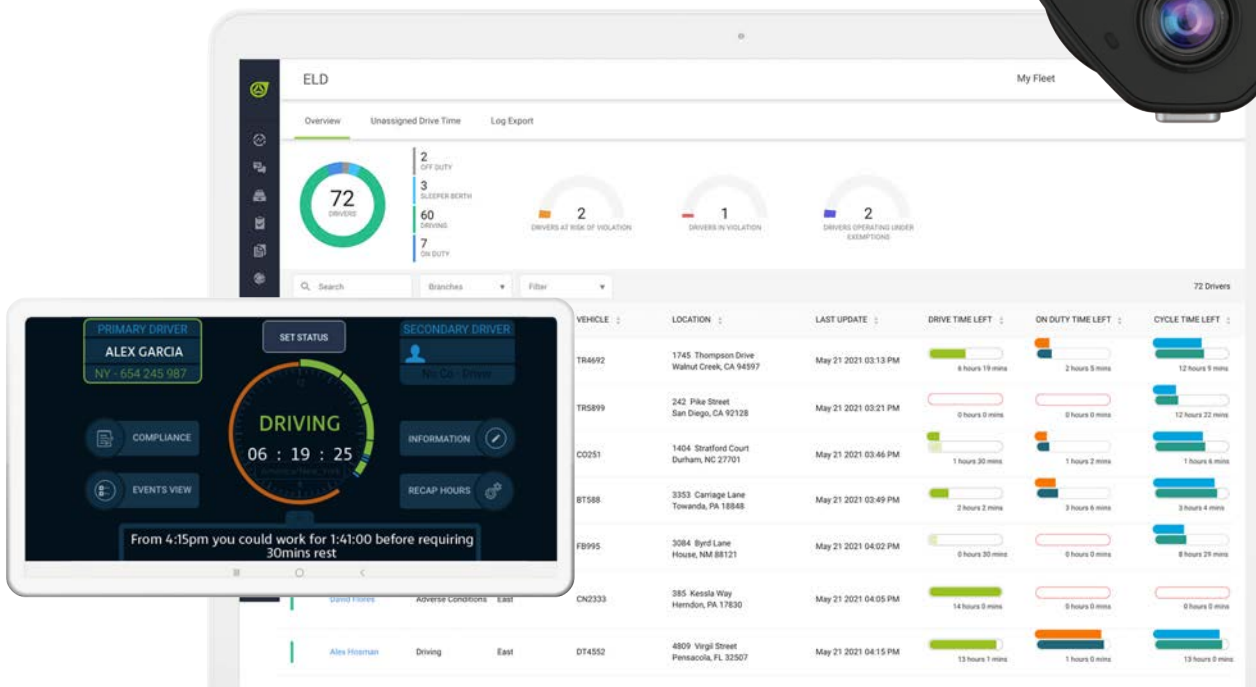 ELD
My Fleet
Overview Unassigned Drive Time Log Export
72
DRIVERS
2
OFF DUTY
3
SLEEPER BERTH
60
DRIVING
7
ON DUTY
2
DRIVERS AT RISK OF VIOLATION
1
DRIVERS IN VIOLATION
2
DRIVERS OPERATING UNDER
EXEMPTIONS
Search Branches Filter 72 Drivers
VEHICLE LOCATION LAST UPDATE DRIVE TIME LEFT ON DUTY TIME LEFT CYCLE TIME LEFT
TR4692
1745 Thompson Drive
Walnut Creek, CA 94597
May 21 2021 03:13 PM
6 hours 19 mins
2 hours 5 mins
12 hours 9 mins
TR5899
242 Pike Street
San Diego, CA 92128
May 21 2021 03:21 PM
0 hours 0 mins
0 hours 0 mins
12 hours 22 mins
CO251
1404 Stratford Court
Durham, NC 27701
May 21 2021 03:46 PM
1 hours 30 mins
1 hours 2 mins
1 hours 6 mins
BT588
3353 Carriage Lane
Towanda, PA 18848
May 21 2021 03:49 PM
2 hours 2 mins
3 hours 6 mins
3 hours 4 mins
FB995
3084 Byrd Lane
House, NM 88121
May 21 2021 04:02 PM
0 hours 30 mins
0 hours 0 mins
8 hours 29 mins
David Flores Adverse Conditions East CN2333
385 Kessla Way
Herndon, PA 17830
May 21 2021 04:05 PM
14 hours 0 mins
0 hours 0 mins
0 hours 0 mins
Alex Hosman Driving East DT4552
4809 Virgil Street
Pensacola, FL 32507
May 21 2021 04:15 PM
13 hours 1 mins
1 hours 0 mins
13 hours 0 mins
PRIMARY DRIVER
ALEX GARCIA
NY - 654 245 987
SET STATUS
SECONDARY DRIVER
No Co - Driver
12
DRIVING
06 : 19 : 25
America/New_York
6
COMPLIANCE
EVENTS VIEW
INFORMATION
RECAP HOURS
From 4:15pm you could work for 1:41:00 before requiring
30mins rest